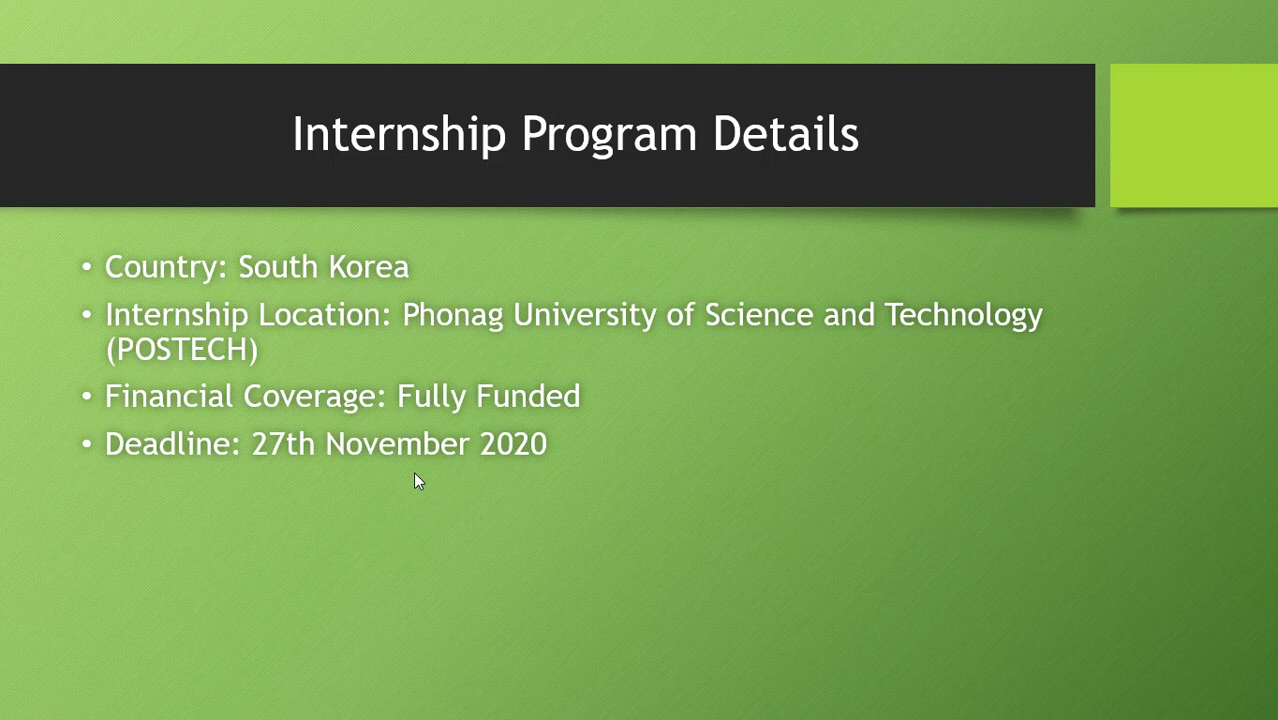 Internship Program Details
• Country: South Korea
• Internship Location: Phonag University of Science and Technology
(POSTECH)
• Financial Coverage: Fully Funded
• Deadline: 27th November 2020